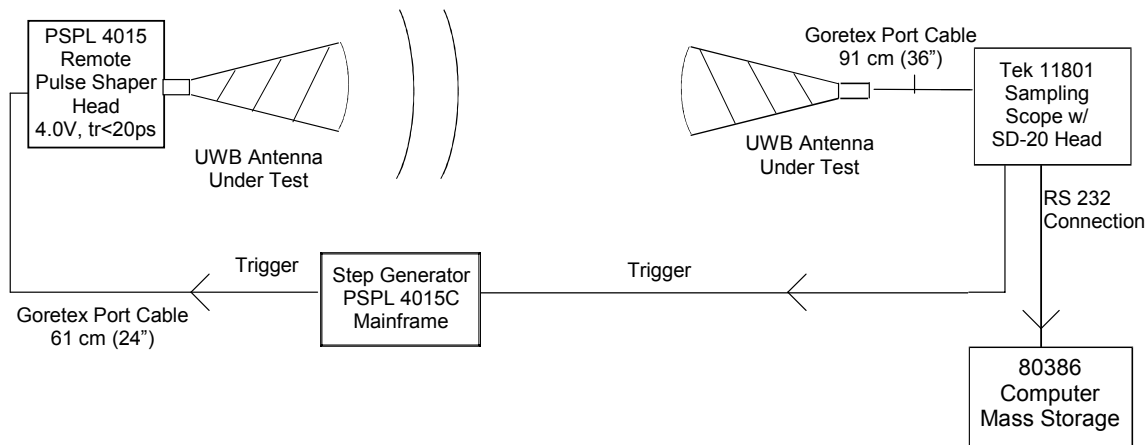 PSPL 4015
Remote
Pulse Shaper
Head
4.0V, tr<20ps
UWB Antenna
Under Test
UWB Antenna
Under Test
Goretex Port Cable
91 cm (36”)
Tek 11801
Sampling
Scope w/
SD-20 Head
RS 232
Connection
Trigger
Step Generator
PSPL 4015C
Mainframe
Trigger
Goretex Port Cable
61 cm (24”)
80386
Computer
Mass Storage